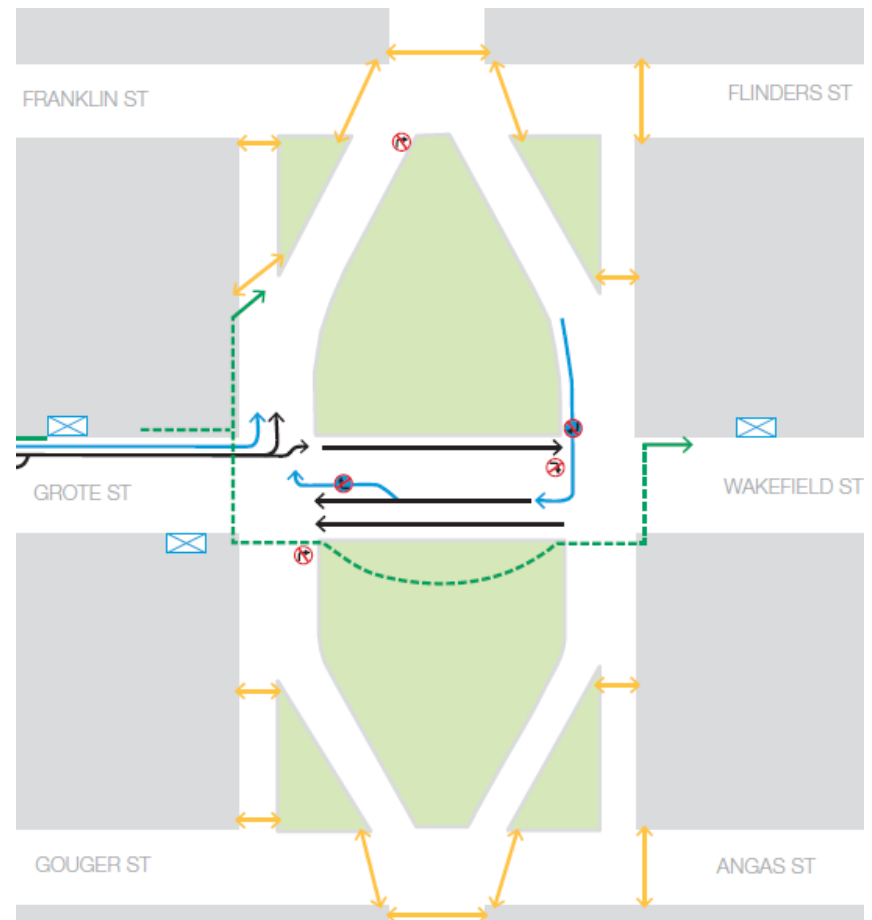 FRANKLIN ST
FLINDERS ST
GROTE ST
WAKEFIELD ST
GOUGER ST
ANGAS ST